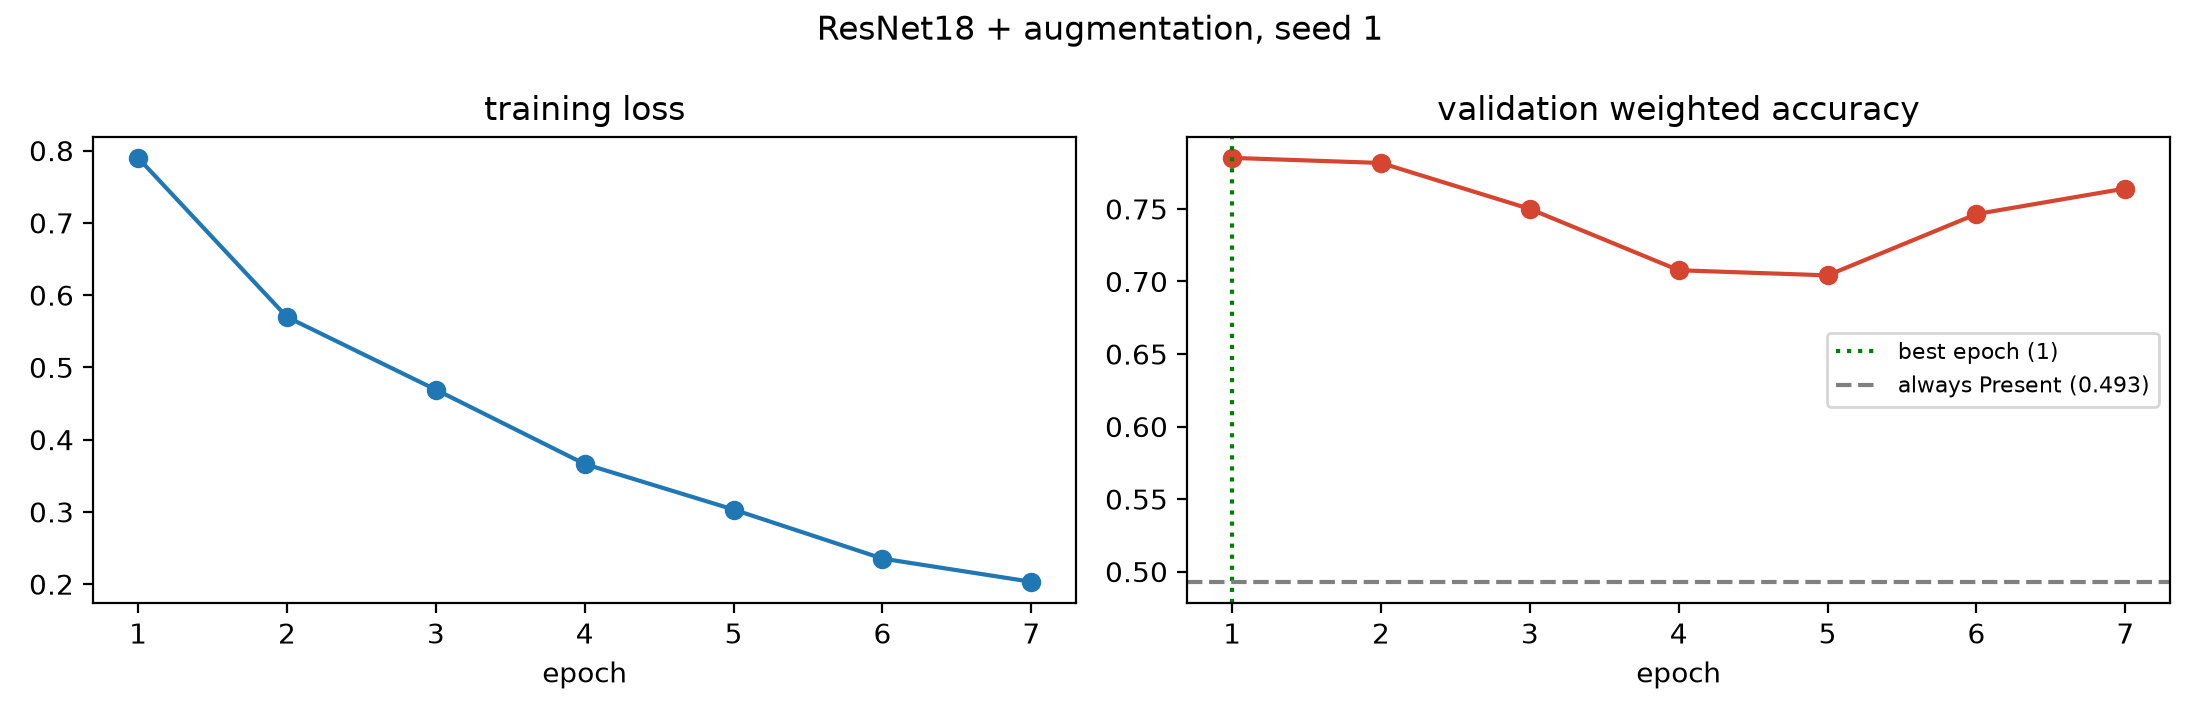 ResNet18 + augmentation, seed 1
training loss
0.8
0.7
0.6
0.5
0.4
0.3
0.2
1 2 3 4 5 6 7
epoch
validation weighted accuracy
0.75
0.70
0.65
0.60
0.55
0.50
best epoch (1)
always Present (0.493)
1 2 3 4 5 6 7
epoch